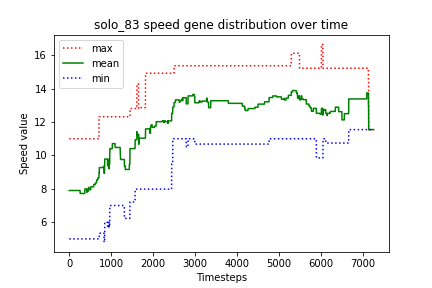 solo_83 speed gene distribution over time
max
mean
min
Speed value
16
14
12
10
8
6
0 1000 2000 3000 4000 5000 6000 7000
Timesteps